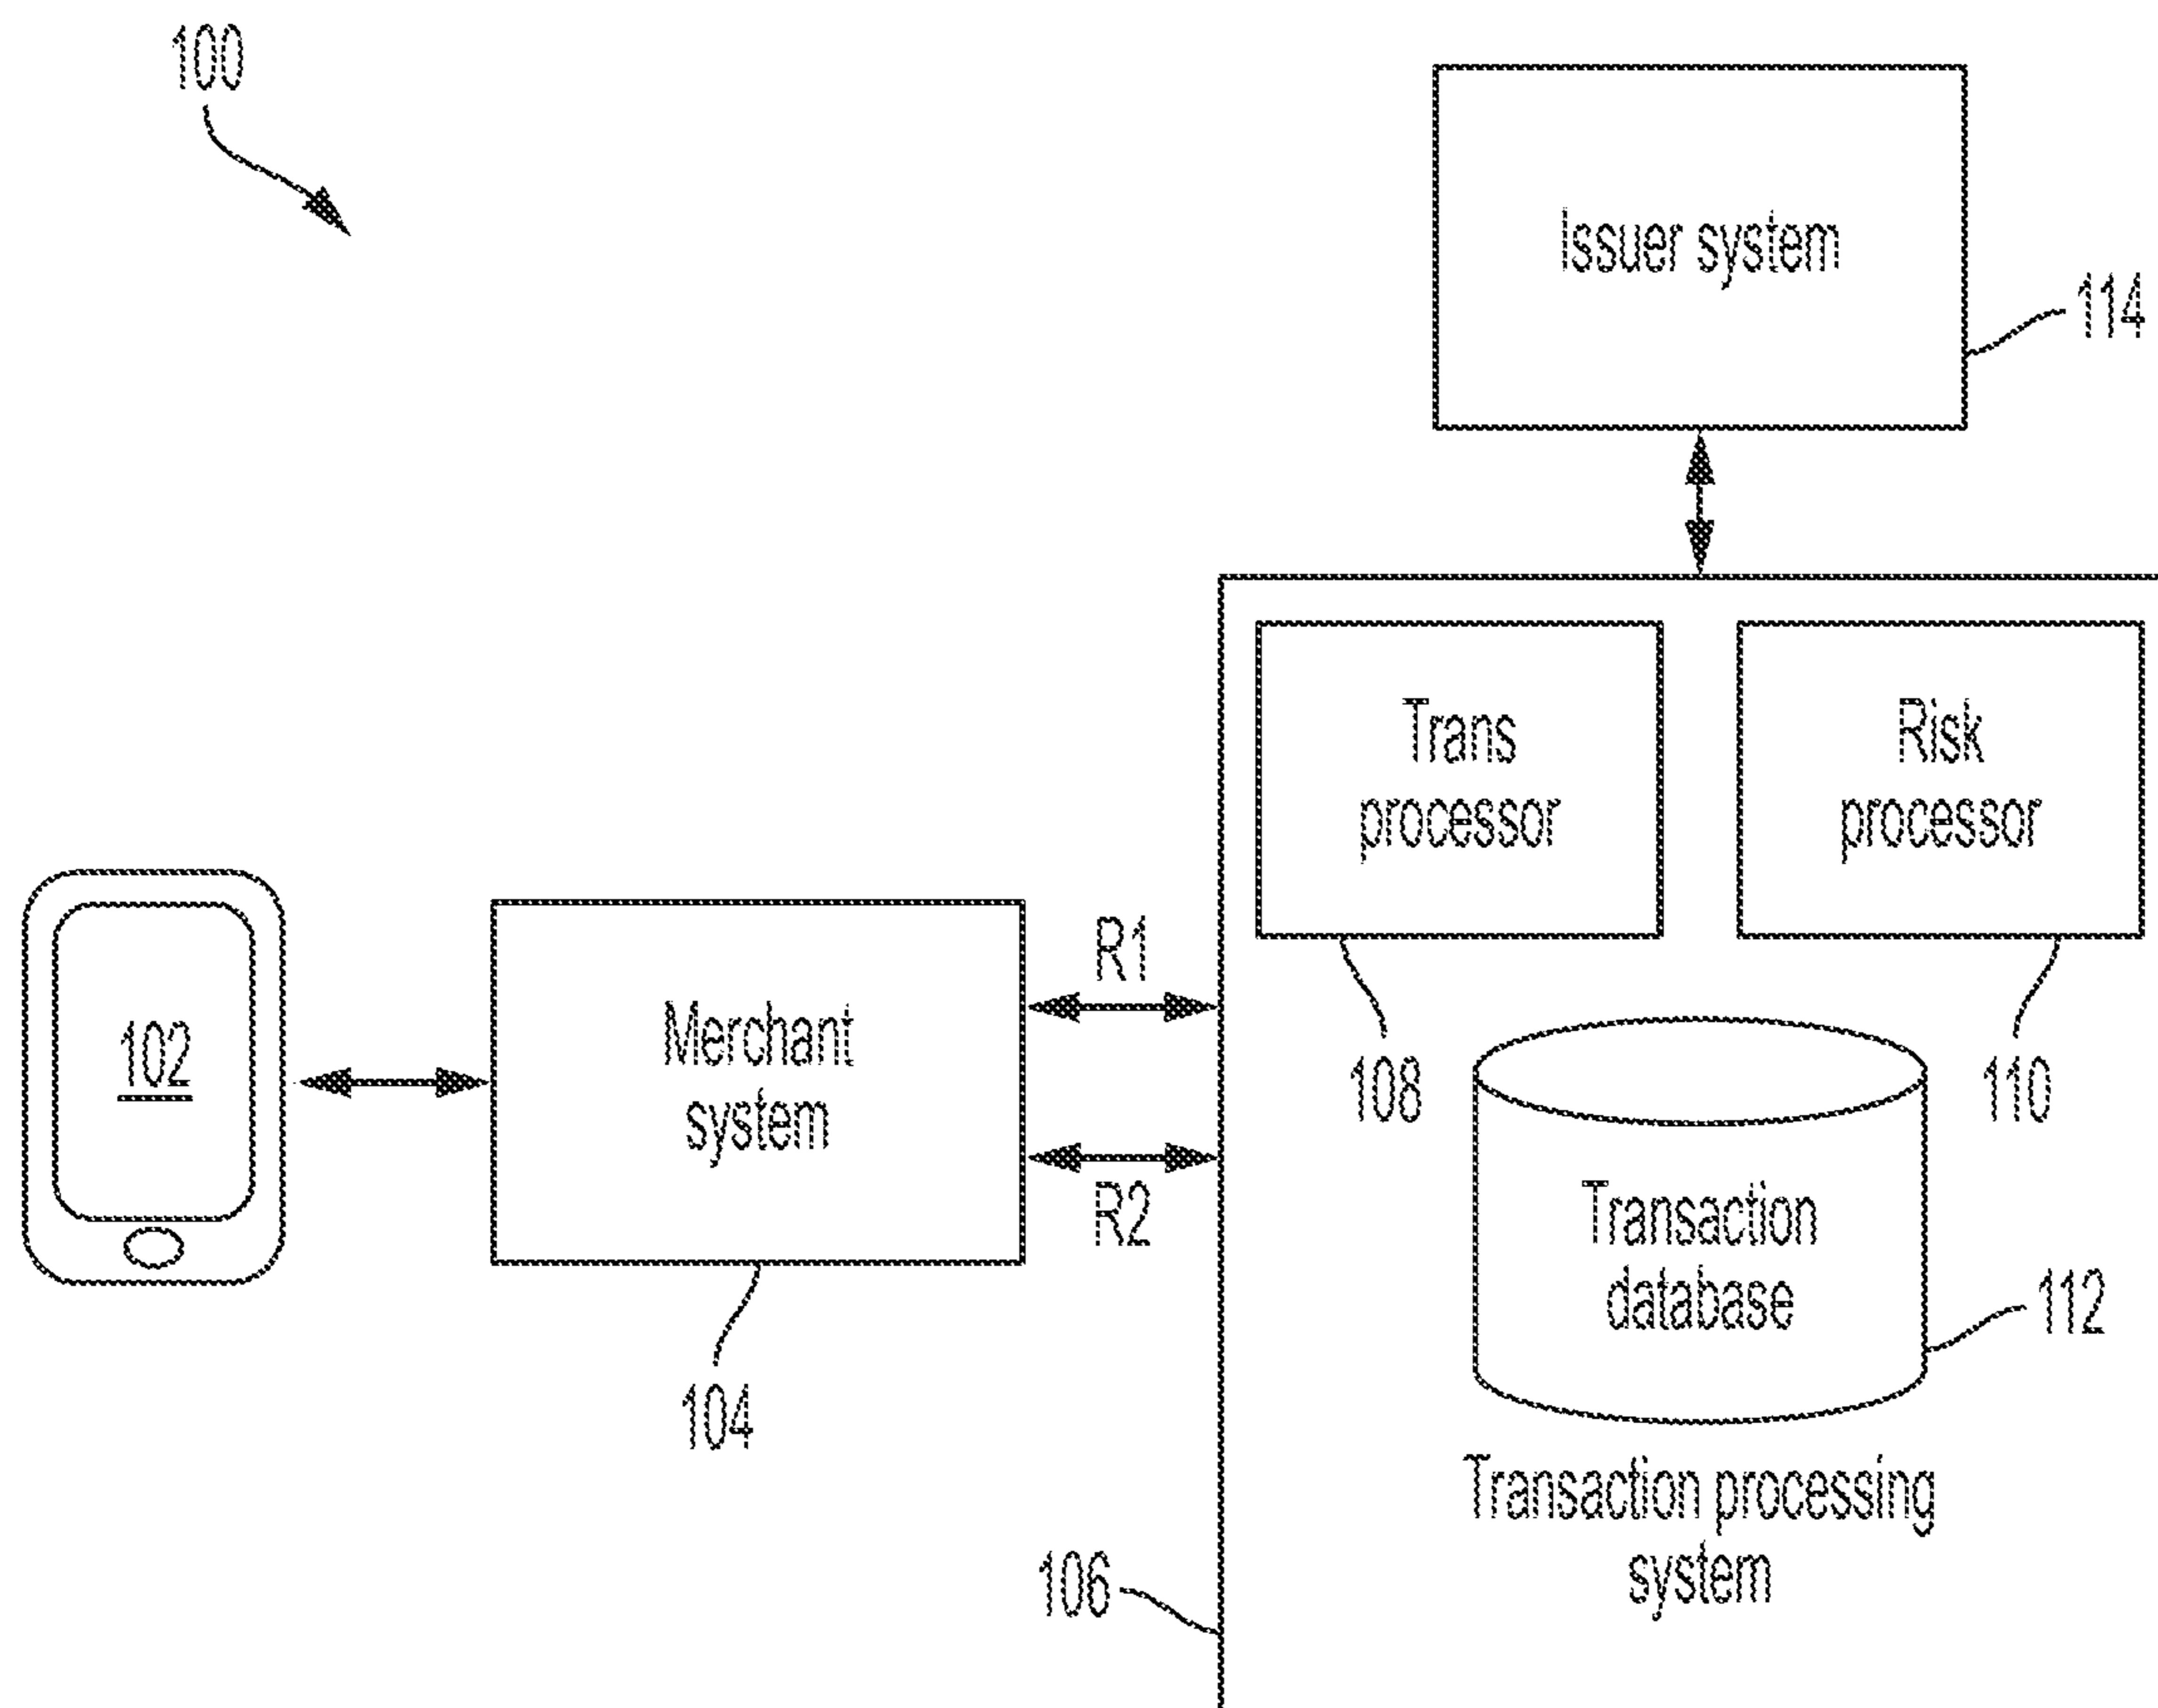 100
Issuer system
114
Trans
processor
Risk
processor
R1
102
Merchant
system
108
110
R2
Transaction
database
112
104
Transaction processing
system
106